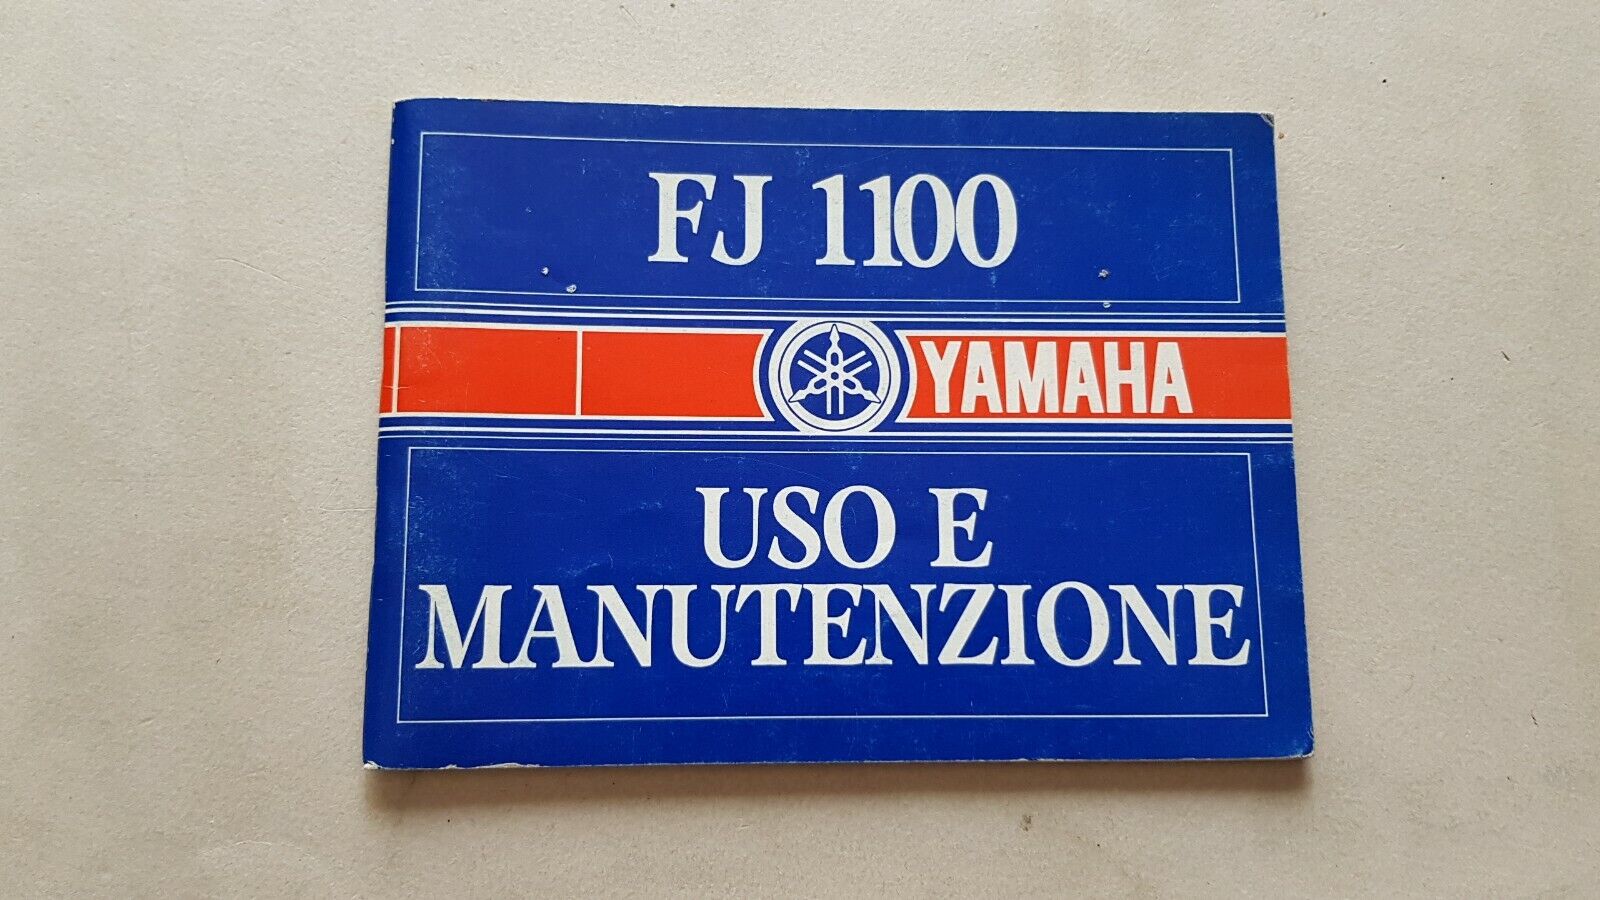 FJ 1100
YAMAHA
USO E
MANUTENZIONE